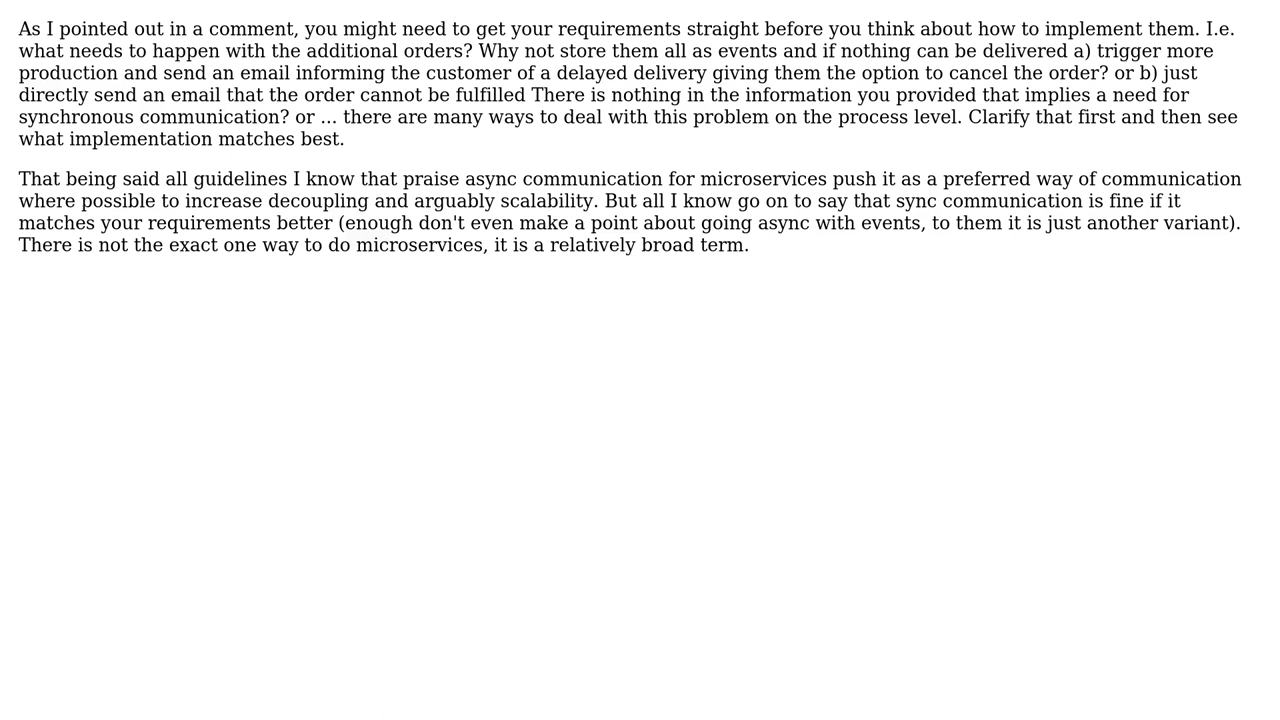 As I pointed out in a comment, you might need to get your requirements straight before you think about how to implement them. I.e.
what needs to happen with the additional orders? Why not store them all as events and if nothing can be delivered a) trigger more
production and send an email informing the customer of a delayed delivery giving them the option to cancel the order? or b) just
directly send an email that the order cannot be fulfilled There is nothing in the information you provided that implies a need for
synchronous communication? or ... there are many ways to deal with this problem on the process level. Clarify that first and then see
what implementation matches best.
That being said all guidelines I know that praise async communication for microservices push it as a preferred way of communication
where possible to increase decoupling and arguably scalability. But all I know go on to say that sync communication is fine if it
matches your requirements better (enough don't even make a point about going async with events, to them it is just another variant).
There is not the exact one way to do microservices, it is a relatively broad term.